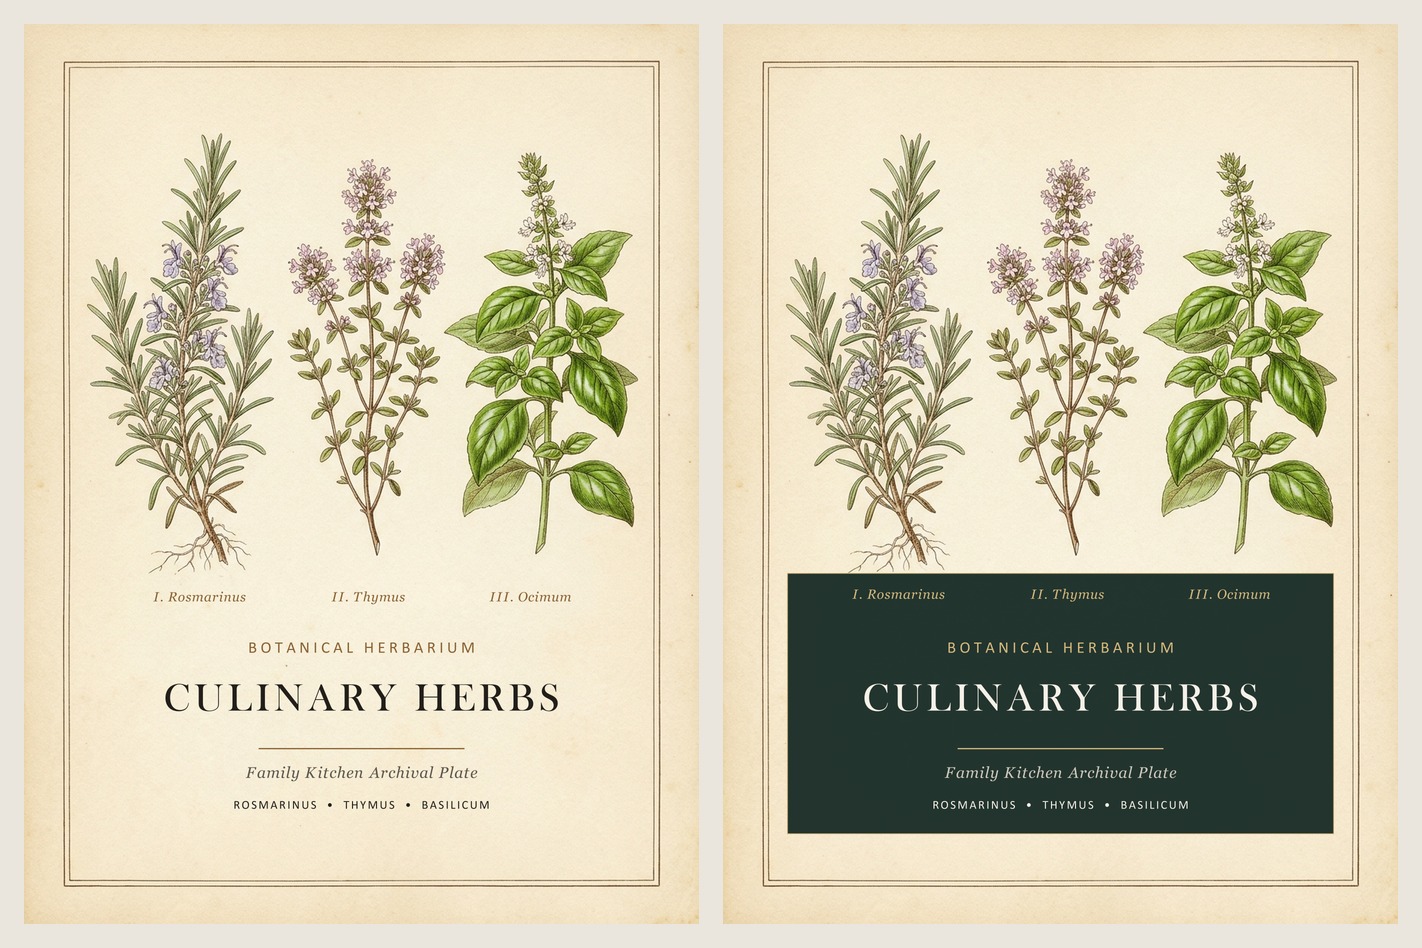 I. Rosmarinus II. Thymus III. Ocimum
BOTANICAL HERBARIUM
CULINARY HERBS
Family Kitchen Archival Plate
ROSMARINUS • THYMUS • BASILICUM
I. Rosmarinus II. Thymus III. Ocimum
BOTANICAL HERBARIUM
CULINARY HERBS
Family Kitchen Archival Plate
ROSMARINUS • THYMUS • BASILICUM